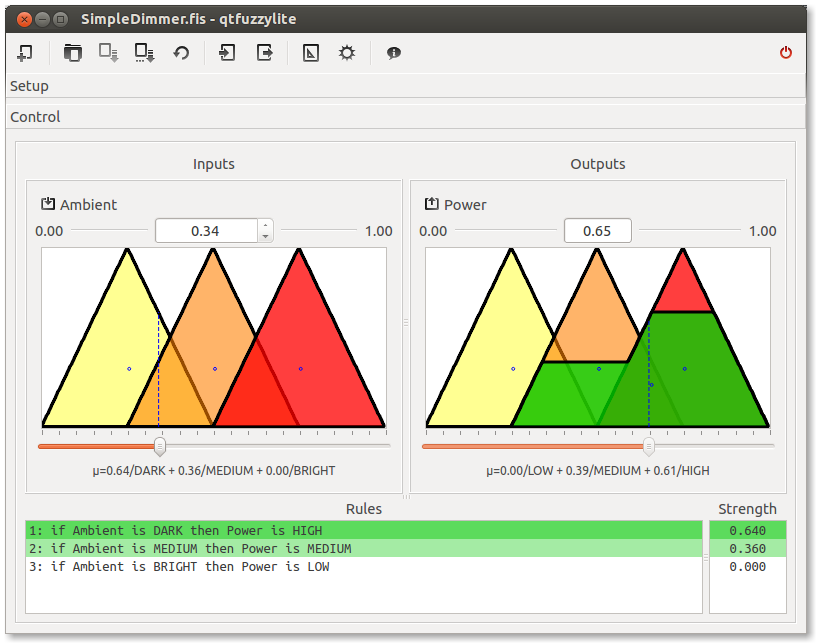 SimpleDimmer.fis - qtfuzzylite
Setup
Control
Inputs
Outputs
Ambient
Power
0.00
0.34
1.00
0.00
0.65
1.00
μ=0.64/DARK + 0.36/MEDIUM + 0.00/BRIGHT
μ=0.00/LOW + 0.39/MEDIUM + 0.61/HIGH
Rules
Strength
1: if Ambient is DARK then Power is HIGH
0.640
2: if Ambient is MEDIUM then Power is MEDIUM
0.360
3: if Ambient is BRIGHT then Power is LOW
0.000